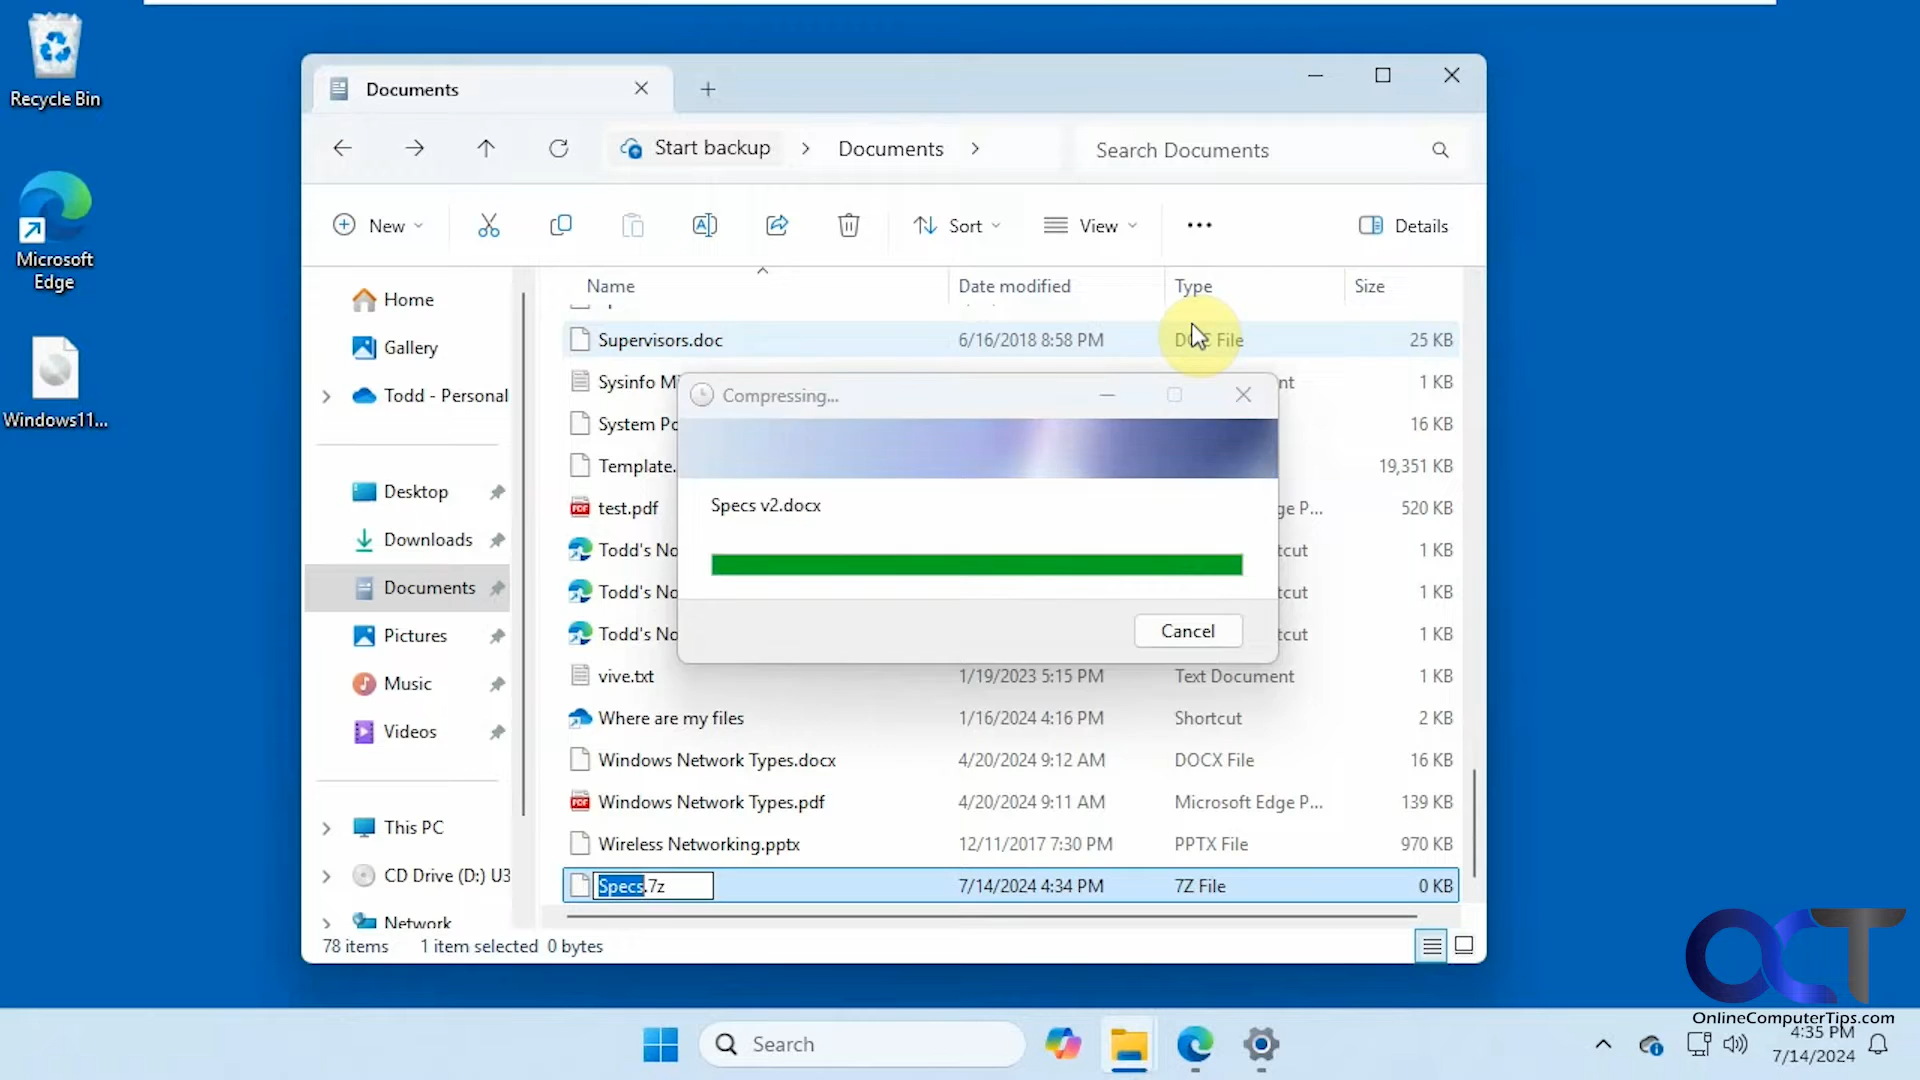 Recycle Bin
Microsoft
Edge
Windows11...
Documents
Start backup
Documents
Search Documents
New
Sort
View
Details
Home
Gallery
Todd - Personal
Desktop
Downloads
Documents
Pictures
Music
Videos
This PC
CD Drive (D:) U3
Network
Name Date modified Type Size
Supervisors.doc 6/16/2018 8:58 PM DOC File 25 KB
Sysinfo 1 KB
System 16 KB
Template. 19,351 KB
test.pdf 520 KB
Todd's 1 KB
Todd's 1 KB
Todd's 1 KB
vive.txt 1/19/2023 5:15 PM Text Document 1 KB
Where are my files 1/16/2024 4:16 PM Shortcut 2 KB
Windows Network Types.docx 4/20/2024 9:12 AM DOCX File 16 KB
Windows Network Types.pdf 4/20/2024 9:11 AM Microsoft Edge P... 139 KB
Wireless Networking.pptx 12/11/2017 7:30 PM PPTX File 970 KB
Specs.7z 7/14/2024 4:34 PM 7Z File 0 KB
Compressing...
Specs v2.docx
Cancel
78 items 1 item selected 0 bytes
OCT
OnlineComputerTips.com
Search
4:35 PM
7/14/2024